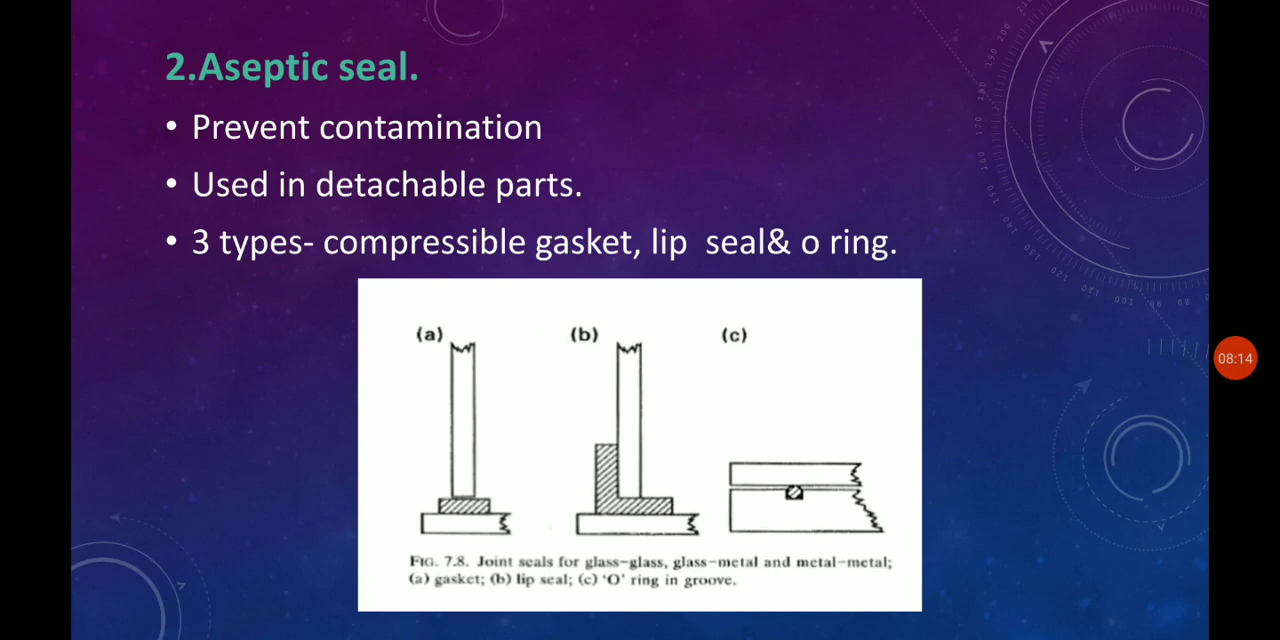 2.Aseptic seal.
• Prevent contamination
• Used in detachable parts.
• 3 types- compressible gasket, lip seal& o ring.
(a) (b) (c)
FIG. 7.8. Joint seals for glass–glass, glass–metal and metal–metal;
(a) gasket; (b) lip seal; (c) 'O' ring in groove.
08:14